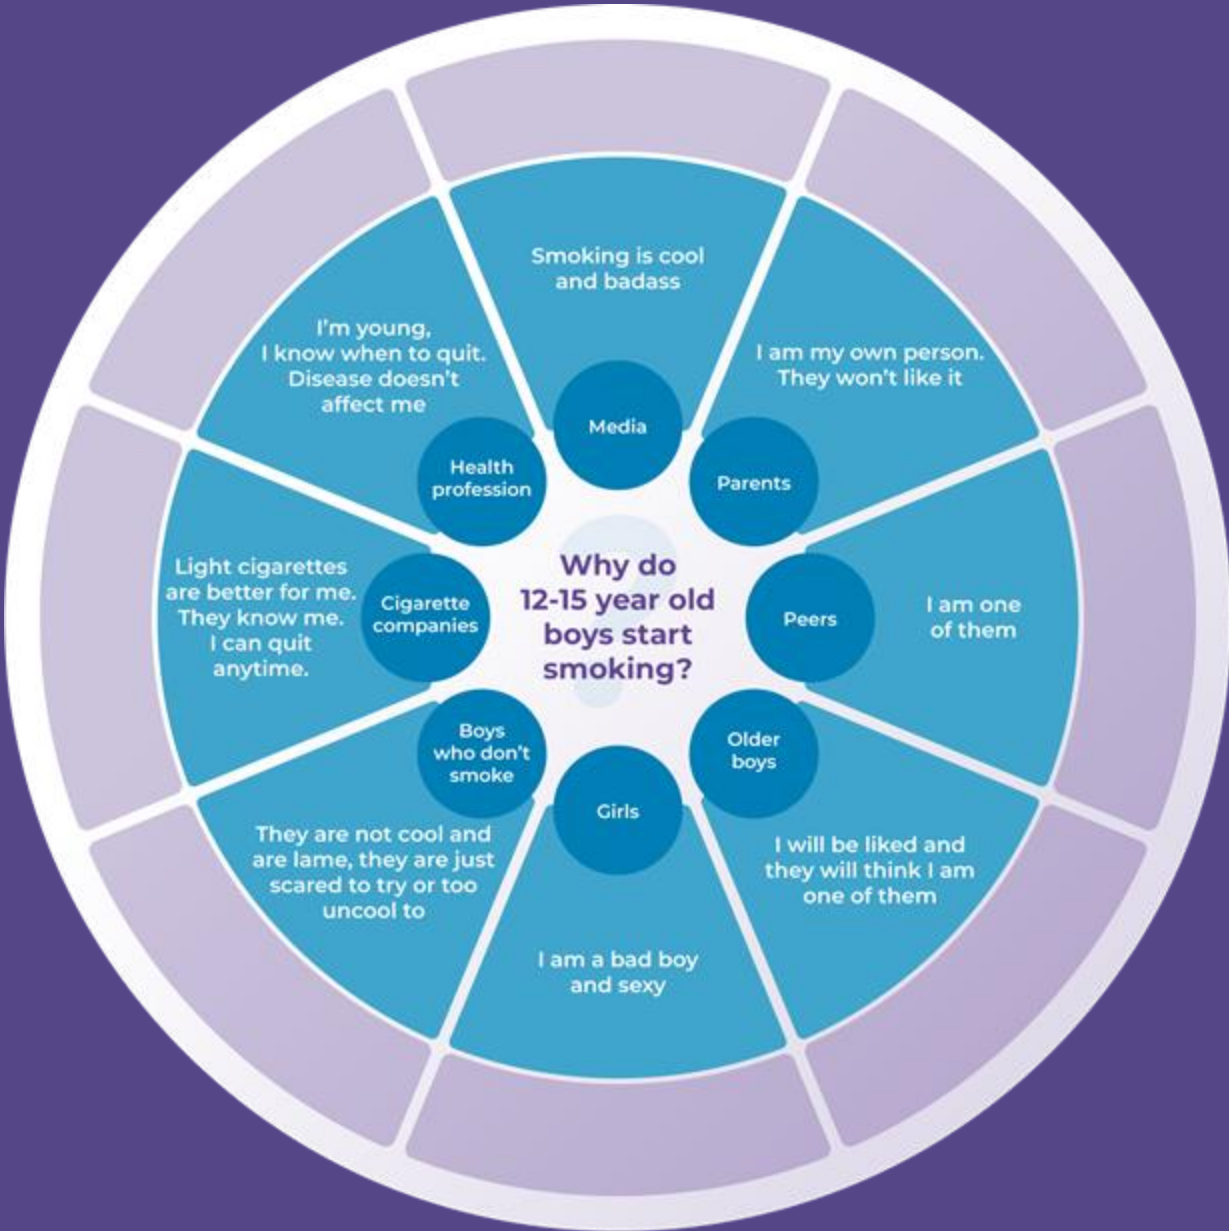 Why do
12-15 year old
boys start
smoking?
Media
Smoking is cool
and badass
Parents
I am my own person.
They won't like it
Peers
I am one
of them
Older
boys
I will be liked and
they will think I am
one of them
Girls
I am a bad boy
and sexy
Boys
who don't
smoke
They are not cool and
are lame, they are just
scared to try or too
uncool to
Cigarette
companies
Light cigarettes
are better for me.
They know me.
I can quit
anytime.
Health
profession
I'm young,
I know when to quit.
Disease doesn't
affect me
?